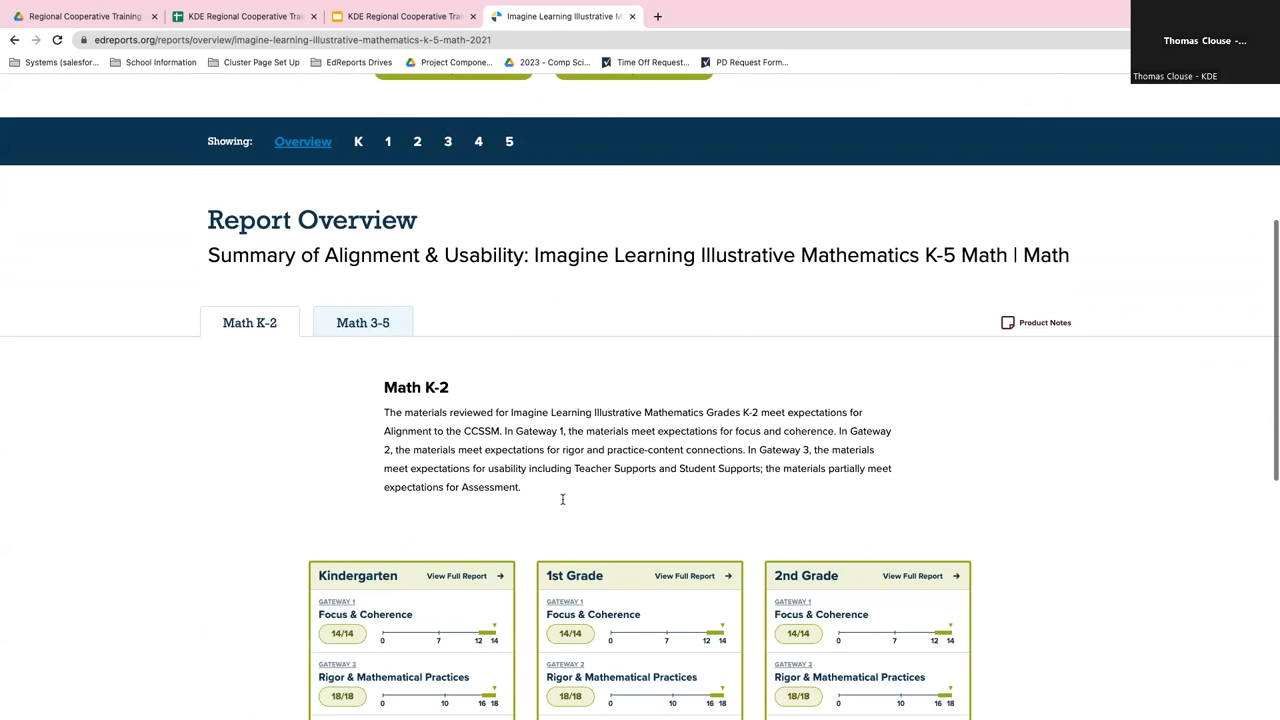 Regional Cooperative Training
KDE Regional Cooperative Trai
KDE Regional Cooperative Trai
Imagine Learning Illustrative M
edreports.org/reports/overview/imagine-learning-illustrative-mathematics-k-5-math-2021
Systems (salesfor...
School Information
Cluster Page Set Up
EdReports Drives
Project Compone...
2023 - Comp Sci...
Time Off Request...
PD Request Form...
Thomas Clouse -...
Thomas Clouse - KDE
Showing: Overview K 1 2 3 4 5
Report Overview
Summary of Alignment & Usability: Imagine Learning Illustrative Mathematics K-5 Math | Math
Math K-2
Math 3-5
Product Notes
Math K-2
The materials reviewed for Imagine Learning Illustrative Mathematics Grades K-2 meet expectations for
Alignment to the CCSSM. In Gateway 1, the materials meet expectations for focus and coherence. In Gateway
2, the materials meet expectations for rigor and practice-content connections. In Gateway 3, the materials
meet expectations for usability including Teacher Supports and Student Supports; the materials partially meet
expectations for Assessment.
Kindergarten View Full Report
GATEWAY 1
Focus & Coherence
14/14 0 7 12 14
GATEWAY 2
Rigor & Mathematical Practices
18/18 0 10 16 18
1st Grade View Full Report
GATEWAY 1
Focus & Coherence
14/14 0 7 12 14
GATEWAY 2
Rigor & Mathematical Practices
18/18 0 10 16 18
2nd Grade View Full Report
GATEWAY 1
Focus & Coherence
14/14 0 7 12 14
GATEWAY 2
Rigor & Mathematical Practices
18/18 0 10 16 18